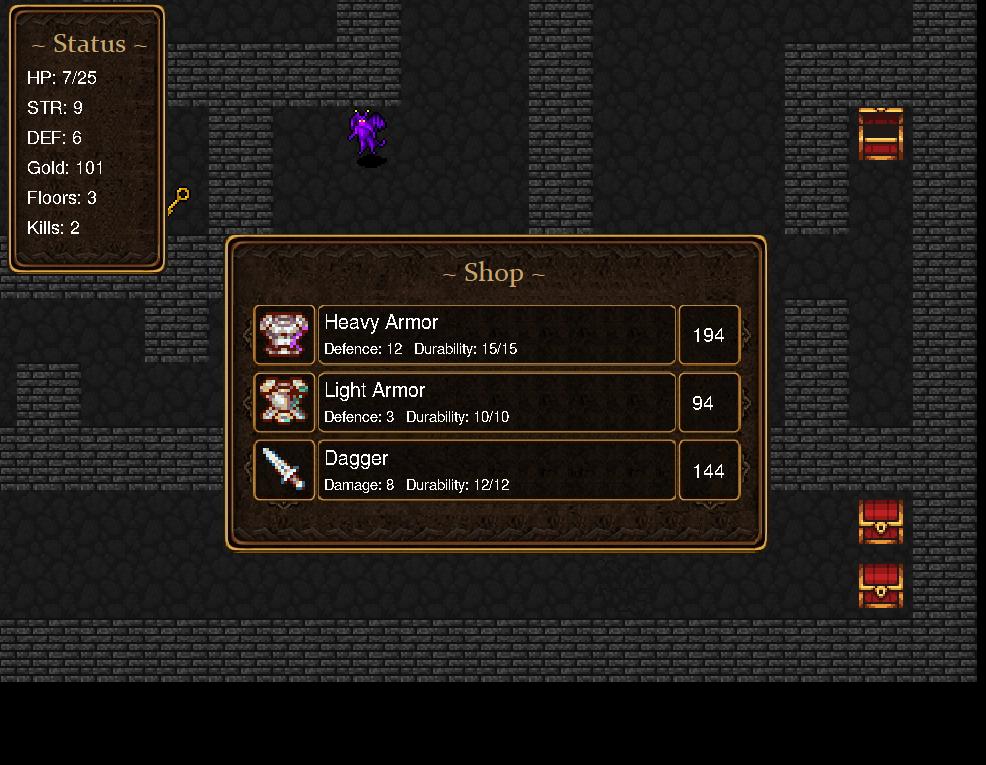 ~ Status ~
HP: 7/25
STR: 9
DEF: 6
Gold: 101
Floors: 3
Kills: 2
~ Shop ~
Heavy Armor
Defence: 12 Durability: 15/15
194
Light Armor
Defence: 3 Durability: 10/10
94
Dagger
Damage: 8 Durability: 12/12
144